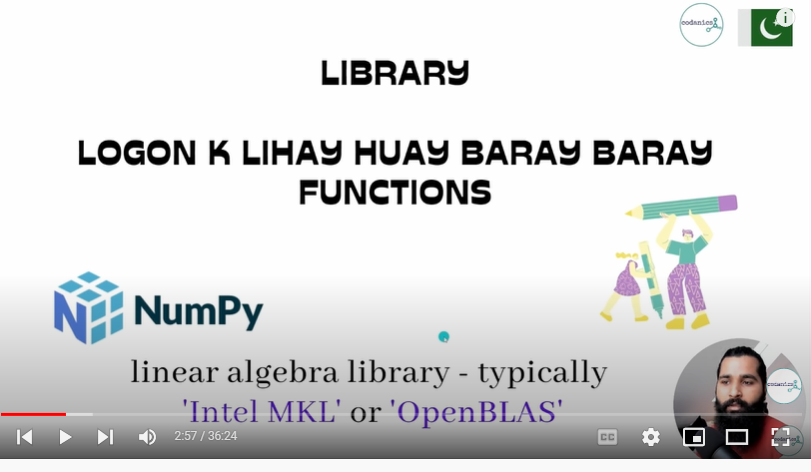 codanics
LIBRARY
LOGON K LIHAY HUAY BARAY BARAY
FUNCTIONS
NumPy
linear algebra library - typically
'Intel MKL' or 'OpenBLAS'
codanics
2:57 / 36:24
CC